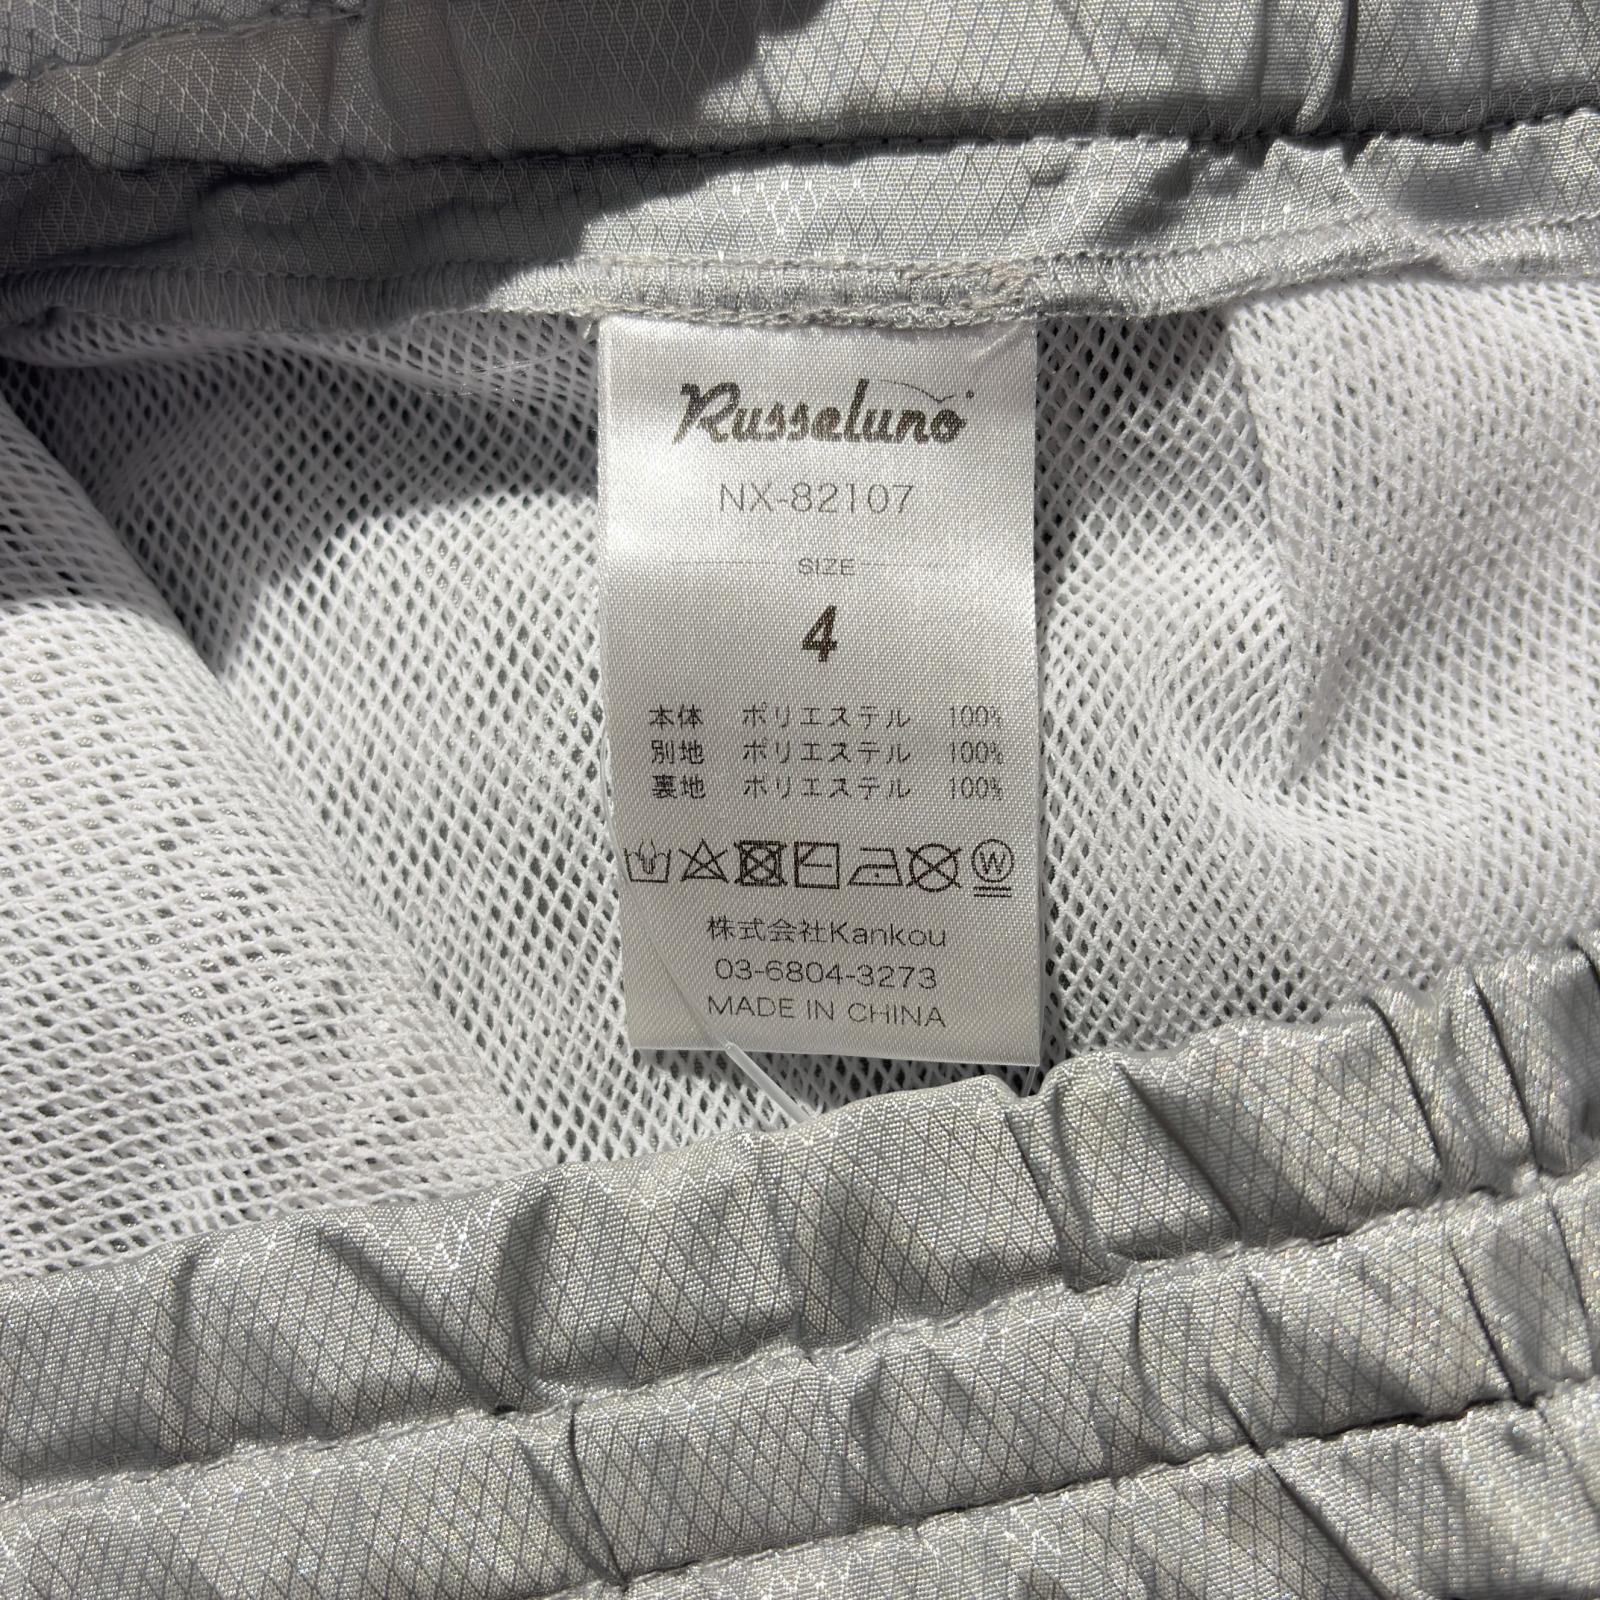 Russeluno
NX-82107
SIZE
4
本体 ポリエステル 100%
別地 ポリエステル 100%
裏地 ポリエステル 100%
W
株式会社Kankou
03-6804-3273
MADE IN CHINA